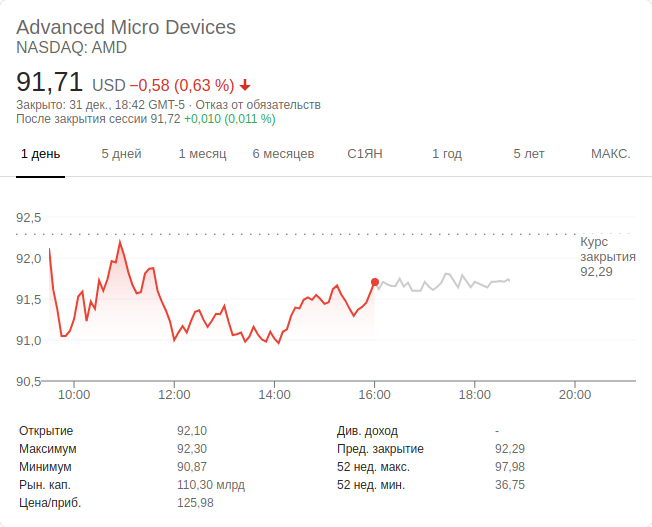 Advanced Micro Devices
NASDAQ: AMD
91,71 USD −0,58 (0,63 %)
Закрыто: 31 дек., 18:42 GMT-5 · Отказ от обязательств
После закрытия сессии 91,72 +0,010 (0,011 %)
1 день 5 дней 1 месяц 6 месяцев С1ЯН 1 год 5 лет МАКС.
92,5
92,0
91,5
91,0
90,5
Курс
закрытия
92,29
10:00 12:00 14:00 16:00 18:00 20:00
Открытие 92,10 Див. доход -
Максимум 92,30 Пред. закрытие 92,29
Минимум 90,87 52 нед. макс. 97,98
Рын. кап. 110,30 млрд 52 нед. мин. 36,75
Цена/приб. 125,98